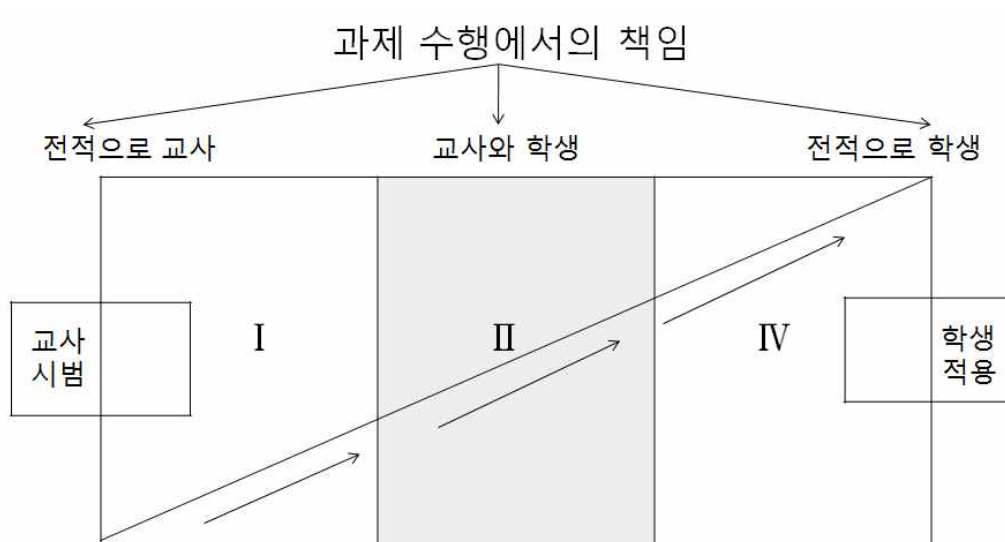 과제 수행에서의 책임
전적으로 교사
교사와 학생
전적으로 학생
교사
시범
Ⅰ
Ⅱ
Ⅳ
학생
적용